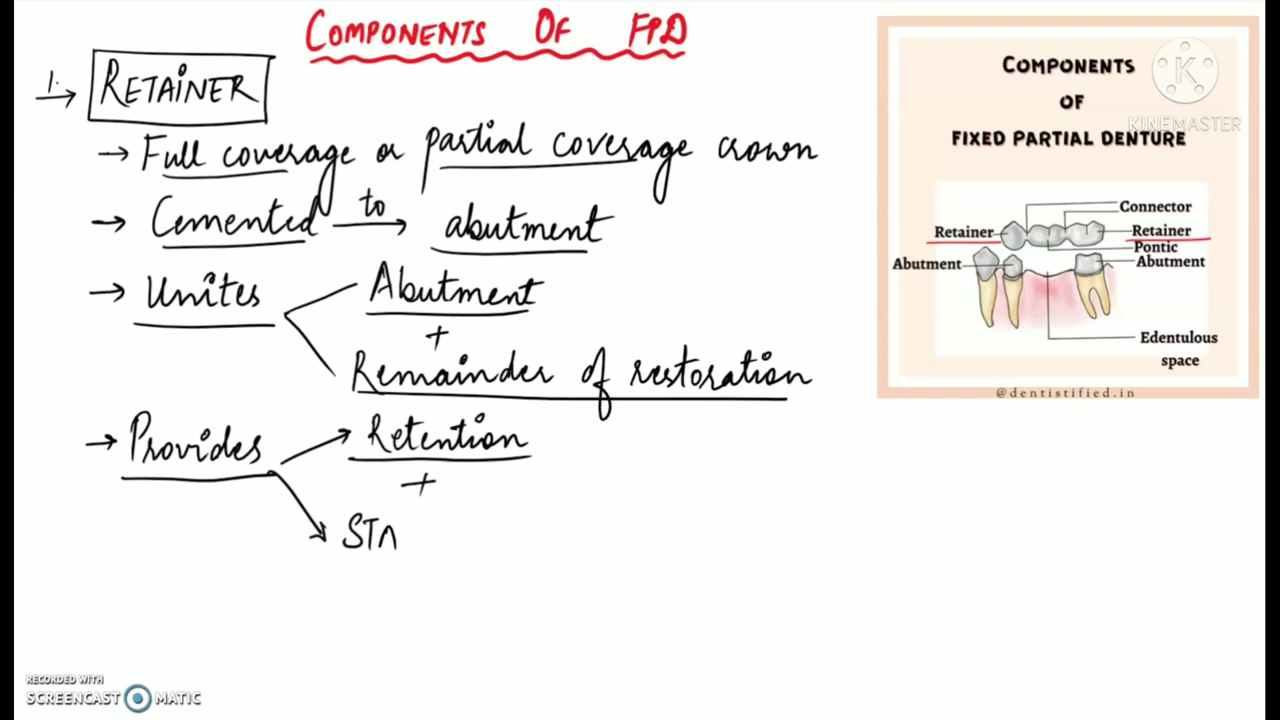 COMPONENTS OF FPD
1. → RETAINER
→ Full coverage or partial coverage crown
→ Cemented to → abutment
→ Unites
Abutment
+
Remainder of restoration
→ Provides → Retention
+
STA
COMPONENTS
OF
FIXED PARTIAL DENTURE
K
KINEMASTER
Connector
Retainer
Retainer
Pontic
Abutment
Abutment
Edentulous
space
@dentistified.in
RECORDED WITH
SCREENCAST MATIC